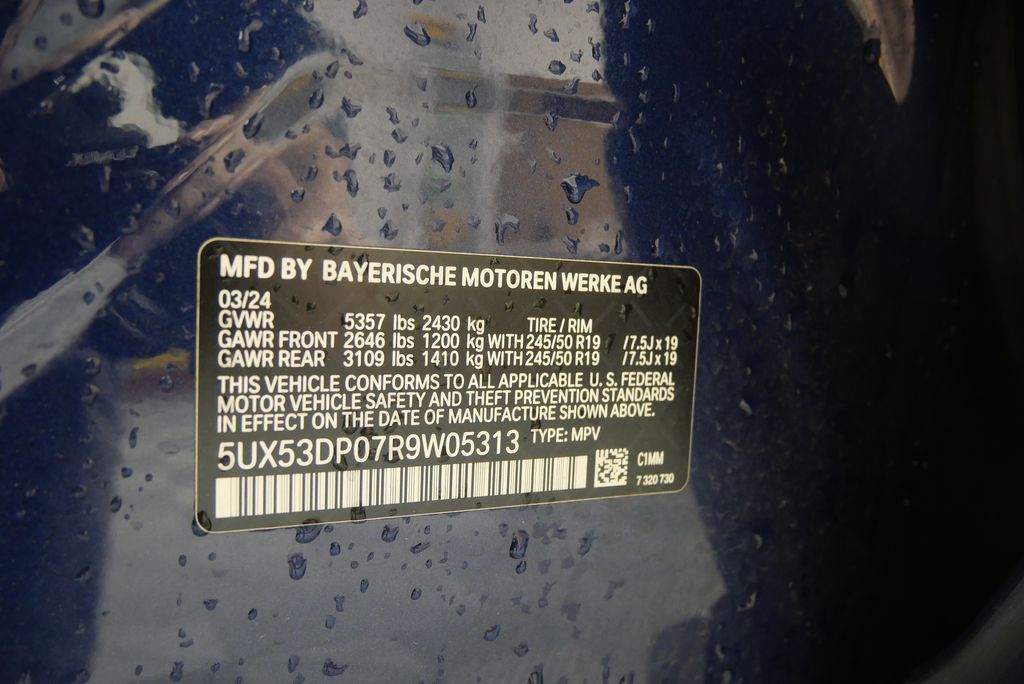 MFD BY BAYERISCHE MOTOREN WERKE AG
03/24
GVWR 5357 lbs 2430 kg TIRE / RIM
GAWR FRONT 2646 lbs 1200 kg WITH 245/50 R19 / 7.5J x 19
GAWR REAR 3109 lbs 1410 kg WITH 245/50 R19 / 7.5J x 19
THIS VEHICLE CONFORMS TO ALL APPLICABLE U. S. FEDERAL
MOTOR VEHICLE SAFETY AND THEFT PREVENTION STANDARDS
IN EFFECT ON THE DATE OF MANUFACTURE SHOWN ABOVE.
5UX53DP07R9W05313 TYPE: MPV
C1MM
7 320 730